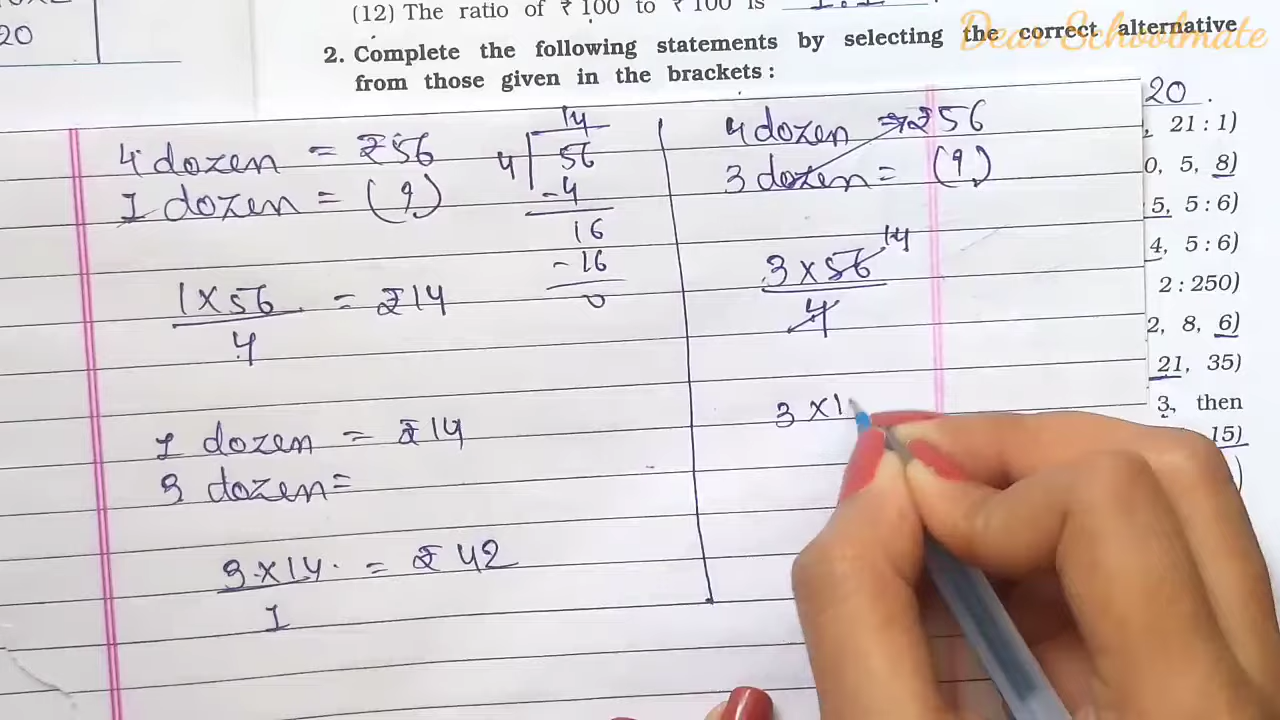 (12) The ratio of ₹ 100 to ₹ 100 is
20
Dear Schoolmate
2. Complete the following statements by selecting the correct alternative
from those given in the brackets :
4 dozen = ₹56
1 dozen = (?)
14
4 56
-4
16
-16
0
1 x 56 = ₹14
4
1 dozen = ₹14
3 dozen =
3 x 14 = ₹ 42
1
4 dozen → ₹56
3 dozen = (?)
3 x 56 14
4
3 x 1
20 .
, 21 : 1)
0, 5, 8)
5, 5 : 6)
4, 5 : 6)
2 : 250)
2, 8, 6)
21, 35)
3, then
15)
)